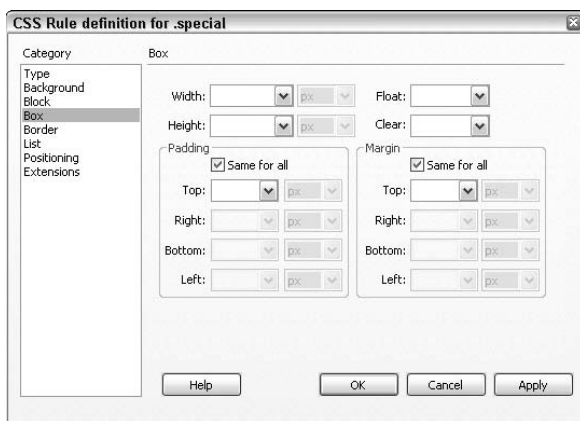 CSS Rule definition for .special
Category
Type
Background
Block
Box
Border
List
Positioning
Extensions
Box
Width: px Float:
Height: px Clear:
Padding
Same for all
Top: px
Right: px
Bottom: px
Left: px
Margin
Same for all
Top: px
Right: px
Bottom: px
Left: px
Help OK Cancel Apply